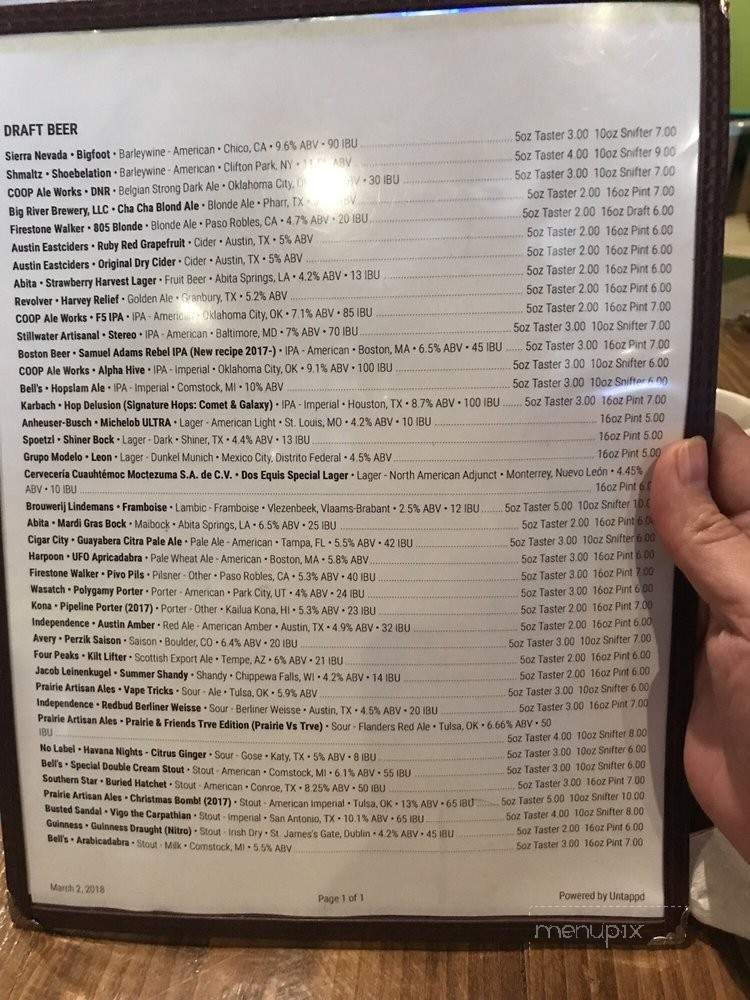 DRAFT BEER
Sierra Nevada • Bigfoot • Barleywine - American • Chico, CA • 9.6% ABV • 90 IBU 5oz Taster 3.00 10oz Snifter 7.00
Shmaltz • Shoebelation • Barleywine - American • Clifton Park, NY • ABV 5oz Taster 4.00 10oz Snifter 9.00
COOP Ale Works • DNR • Belgian Strong Dark Ale • Oklahoma City, ABV • 30 IBU 5oz Taster 3.00 10oz Snifter 7.00
Big River Brewery, LLC • Cha Cha Blond Ale • Blonde Ale • Pharr, TX • ABV 5oz Taster 2.00 16oz Pint 7.00
Firestone Walker • 805 Blonde • Blonde Ale • Paso Robles, CA • 4.7% ABV • 20 IBU 5oz Taster 2.00 16oz Draft 6.00
Austin Eastciders • Ruby Red Grapefruit • Cider • Austin, TX • 5% ABV 5oz Taster 2.00 16oz Pint 6.00
Austin Eastciders • Original Dry Cider • Cider • Austin, TX • 5% ABV 5oz Taster 2.00 16oz Pint 6.00
Abita • Strawberry Harvest Lager • Fruit Beer • Abita Springs, LA • 4.2% ABV • 13 IBU 5oz Taster 2.00 16oz Pint 6.00
Revolver • Harvey Relief • Golden Ale • Granbury, TX • 5.2% ABV 5oz Taster 2.00 16oz Pint 6.00
COOP Ale Works • F5 IPA • IPA - American • Oklahoma City, OK • 7.1% ABV • 85 IBU 5oz Taster 2.00 16oz Pint 7.00
Stillwater Artisanal • Stereo • IPA - American • Baltimore, MD • 7% ABV • 70 IBU 5oz Taster 3.00 10oz Snifter 7.00
Boston Beer • Samuel Adams Rebel IPA (New recipe 2017-) • IPA - American • Boston, MA • 6.5% ABV • 45 IBU 5oz Taster 3.00 16oz Pint 7.00
COOP Ale Works • Alpha Hive • IPA - Imperial • Oklahoma City, OK • 9.1% ABV • 100 IBU 5oz Taster 3.00 10oz Snifter 6.00
Bell's • Hopslam Ale • IPA - Imperial • Comstock, MI • 10% ABV 5oz Taster 3.00 10oz Snifter 6.00
Karbach • Hop Delusion (Signature Hops: Comet & Galaxy) • IPA - Imperial • Houston, TX • 8.7% ABV • 100 IBU 5oz Taster 3.00 16oz Pint 7.00
Anheuser-Busch • Michelob ULTRA • Lager - American Light • St. Louis, MO • 4.2% ABV • 10 IBU 16oz Pint 5.00
Spoetzl • Shiner Bock • Lager - Dark • Shiner, TX • 4.4% ABV • 13 IBU 16oz Pint 5.00
Grupo Modelo • Leon • Lager - Dunkel Munich • Mexico City, Distrito Federal • 4.5% ABV 16oz Pint 5.00
Cervecería Cuauhtémoc Moctezuma S.A. de C.V. • Dos Equis Special Lager • Lager - North American Adjunct • Monterrey, Nuevo León • 4.45%
ABV • 10 IBU 16oz Pint 6.0
Brouwerij Lindemans • Framboise • Lambic - Framboise • Vlezenbeek, Vlaams-Brabant • 2.5% ABV • 12 IBU 5oz Taster 5.00 10oz Snifter 10.0
Abita • Mardi Gras Bock • Maibock • Abita Springs, LA • 6.5% ABV • 25 IBU 5oz Taster 2.00 16oz Pint 6.0
Cigar City • Guayabera Citra Pale Ale • Pale Ale - American • Tampa, FL • 5.5% ABV • 42 IBU 5oz Taster 3.00 10oz Snifter 6.00
Harpoon • UFO Apricadabra • Pale Wheat Ale - American • Boston, MA • 5.8% ABV 5oz Taster 3.00 16oz Pint 6.00
Firestone Walker • Pivo Pils • Pilsner - Other • Paso Robles, CA • 5.3% ABV • 40 IBU 5oz Taster 3.00 16oz Pint 7.00
Wasatch • Polygamy Porter • Porter - American • Park City, UT • 4% ABV • 24 IBU 5oz Taster 3.00 16oz Pint 6.00
Kona • Pipeline Porter (2017) • Porter - Other • Kailua Kona, HI • 5.3% ABV • 23 IBU 5oz Taster 2.00 16oz Pint 7.00
Independence • Austin Amber • Red Ale - American Amber • Austin, TX • 4.9% ABV • 32 IBU 5oz Taster 2.00 16oz Pint 6.00
Avery • Perzik Saison • Saison • Boulder, CO • 6.4% ABV • 20 IBU 5oz Taster 3.00 10oz Snifter 7.00
Four Peaks • Kilt Lifter • Scottish Export Ale • Tempe, AZ • 6% ABV • 21 IBU 5oz Taster 2.00 16oz Pint 6.00
Jacob Leinenkugel • Summer Shandy • Shandy • Chippewa Falls, WI • 4.2% ABV • 14 IBU 5oz Taster 2.00 16oz Pint 6.00
Prairie Artisan Ales • Vape Tricks • Sour - Ale • Tulsa, OK • 5.9% ABV 5oz Taster 3.00 10oz Snifter 6.00
Independence • Redbud Berliner Weisse • Sour - Berliner Weisse • Austin, TX • 4.5% ABV • 20 IBU 5oz Taster 3.00 16oz Pint 7.00
Prairie Artisan Ales • Prairie & Friends Trve Edition (Prairie Vs Trve) • Sour - Flanders Red Ale • Tulsa, OK • 6.66% ABV • 50
IBU 5oz Taster 4.00 10oz Snifter 8.00
No Label • Havana Nights - Citrus Ginger • Sour - Gose • Katy, TX • 5% ABV • 8 IBU 5oz Taster 3.00 10oz Snifter 6.00
Bell's • Special Double Cream Stout • Stout - American • Comstock, MI • 6.1% ABV • 55 IBU 5oz Taster 3.00 10oz Snifter 6.00
Southern Star • Buried Hatchet • Stout - American • Conroe, TX • 8.25% ABV • 50 IBU 5oz Taster 3.00 16oz Pint 7.00
Prairie Artisan Ales • Christmas Bomb! (2017) • Stout - American Imperial • Tulsa, OK • 13% ABV • 65 IBU 5oz Taster 5.00 10oz Snifter 10.00
Busted Sandal • Vigo the Carpathian • Stout - Imperial • San Antonio, TX • 10.1% ABV • 65 IBU 5oz Taster 4.00 10oz Snifter 8.00
Guinness • Guinness Draught (Nitro) • Stout - Irish Dry • St. James's Gate, Dublin • 4.2% ABV • 45 IBU 5oz Taster 2.00 16oz Pint 6.00
Bell's • Arabicadabra • Stout - Milk • Comstock, MI • 5.5% ABV 5oz Taster 3.00 16oz Pint 7.00
March 2, 2018
Page 1 of 1
Powered by Untappd
menupix